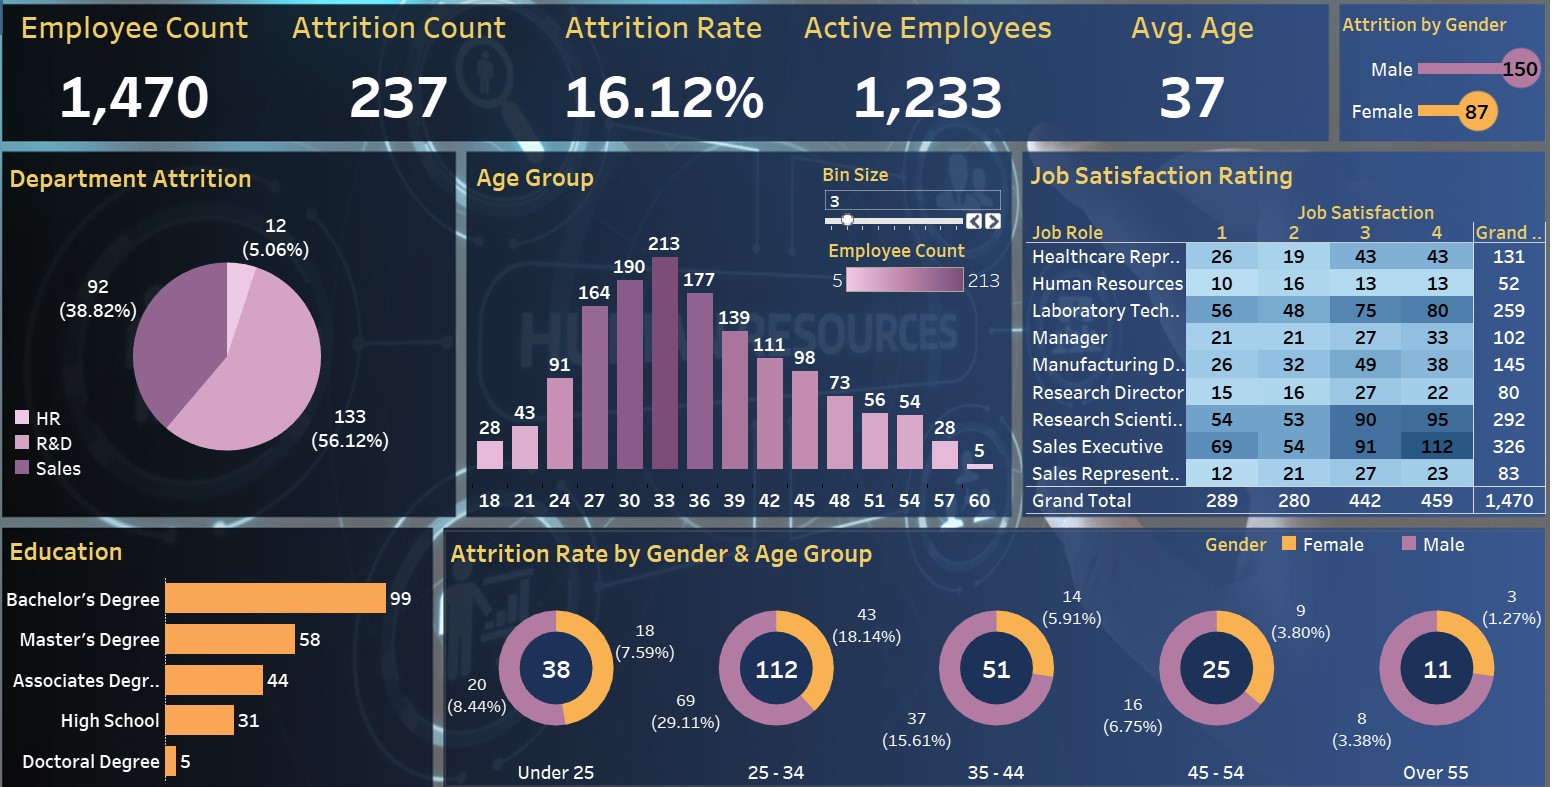 Employee Count
Attrition Count
Attrition Rate
Active Employees
Avg. Age
1,470
237
16.12%
1,233
37
Attrition by Gender
Male 150
Female 87
Department Attrition
12
(5.06%)
92
(38.82%)
133
(56.12%)
HR
R&D
Sales
Age Group
Bin Size
3
Employee Count
5 213
28 43 91 164 190 213 177 139 111 98 73 56 54 28 5
18 21 24 27 30 33 36 39 42 45 48 51 54 57 60
HUMAN RESOURCES
Job Satisfaction Rating
Job Satisfaction
Job Role 1 2 3 4 Grand ..
Healthcare Repr.. 26 19 43 43 131
Human Resources 10 16 13 13 52
Laboratory Tech.. 56 48 75 80 259
Manager 21 21 27 33 102
Manufacturing D.. 26 32 49 38 145
Research Director 15 16 27 22 80
Research Scienti.. 54 53 90 95 292
Sales Executive 69 54 91 112 326
Sales Represent.. 12 21 27 23 83
Grand Total 289 280 442 459 1,470
Education
Bachelor's Degree 99
Master's Degree 58
Associates Degr.. 44
High School 31
Doctoral Degree 5
Attrition Rate by Gender & Age Group
Gender Female Male
38
18
(7.59%)
20
(8.44%)
Under 25
112
43
(18.14%)
69
(29.11%)
25 - 34
51
14
(5.91%)
37
(15.61%)
35 - 44
25
9
(3.80%)
16
(6.75%)
45 - 54
11
3
(1.27%)
8
(3.38%)
Over 55